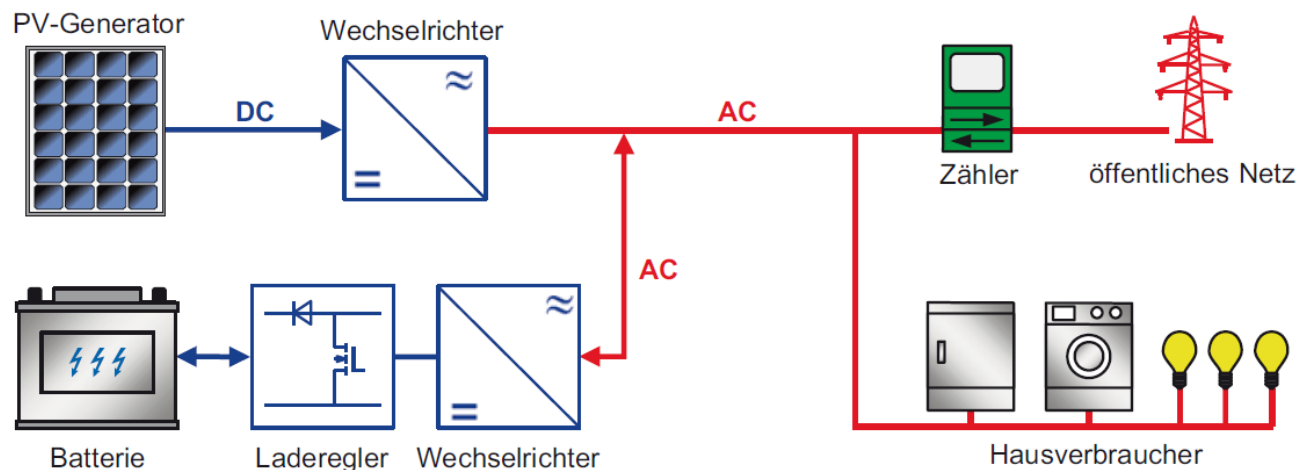 PV-Generator
Wechselrichter
DC
AC
Zähler
öffentliches Netz
AC
Batterie
Laderegler
Wechselrichter
Hausverbraucher